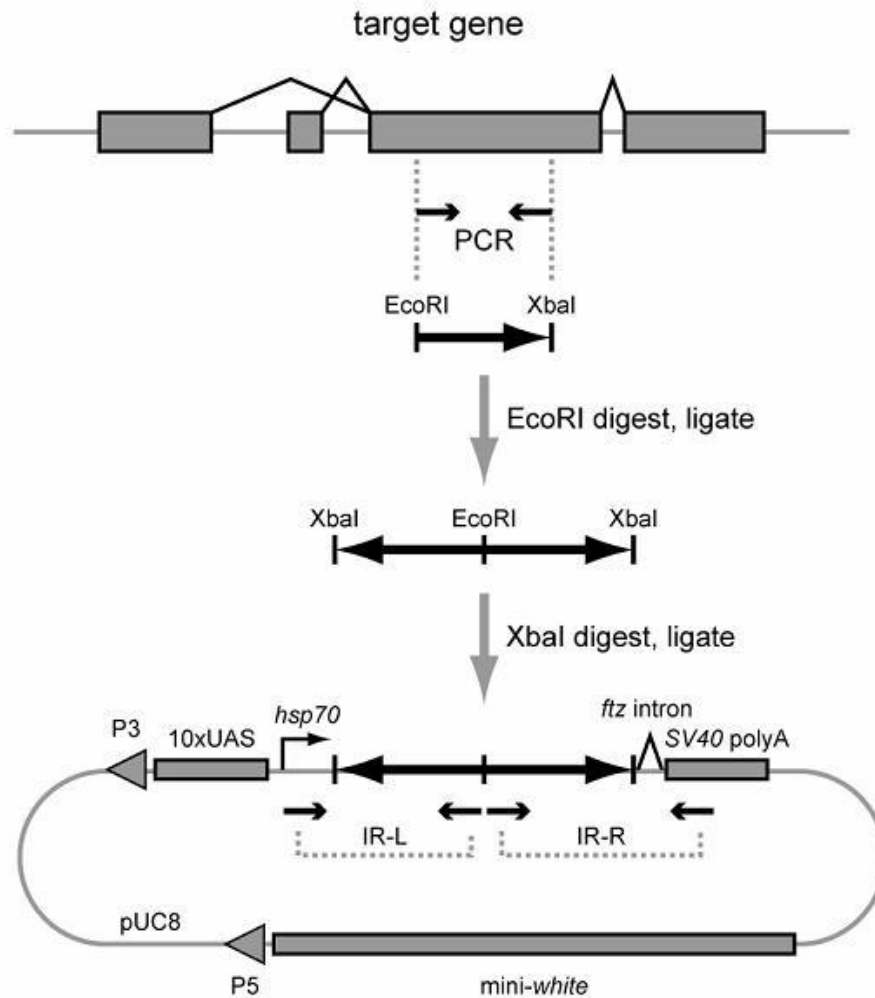 target gene
PCR
EcoRI XbaI
EcoRI digest, ligate
XbaI EcoRI XbaI
XbaI digest, ligate
P3 10xUAS hsp70 ftz intron
SV40 polyA
IR-L IR-R
pUC8
P5 mini-white